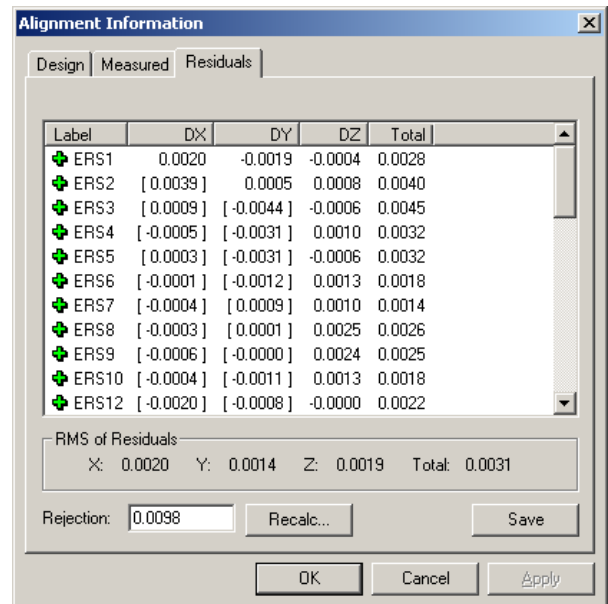 Alignment Information
Design Measured Residuals
Label DX DY DZ Total
ERS1 0.0020 -0.0019 -0.0004 0.0028
ERS2 [ 0.0039 ] 0.0005 0.0008 0.0040
ERS3 [ 0.0009 ] [ -0.0044 ] -0.0006 0.0045
ERS4 [ -0.0005 ] [ -0.0031 ] 0.0010 0.0032
ERS5 [ 0.0003 ] [ -0.0031 ] -0.0006 0.0032
ERS6 [ -0.0001 ] [ -0.0012 ] 0.0013 0.0018
ERS7 [ -0.0004 ] [ 0.0009 ] 0.0010 0.0014
ERS8 [ -0.0003 ] [ 0.0001 ] 0.0025 0.0026
ERS9 [ -0.0006 ] [ -0.0000 ] 0.0024 0.0025
ERS10 [ -0.0004 ] [ -0.0011 ] 0.0013 0.0018
ERS12 [ -0.0020 ] [ -0.0008 ] -0.0000 0.0022
RMS of Residuals
X: 0.0020 Y: 0.0014 Z: 0.0019 Total: 0.0031
Rejection: 0.0098 Recalc... Save
OK Cancel Apply